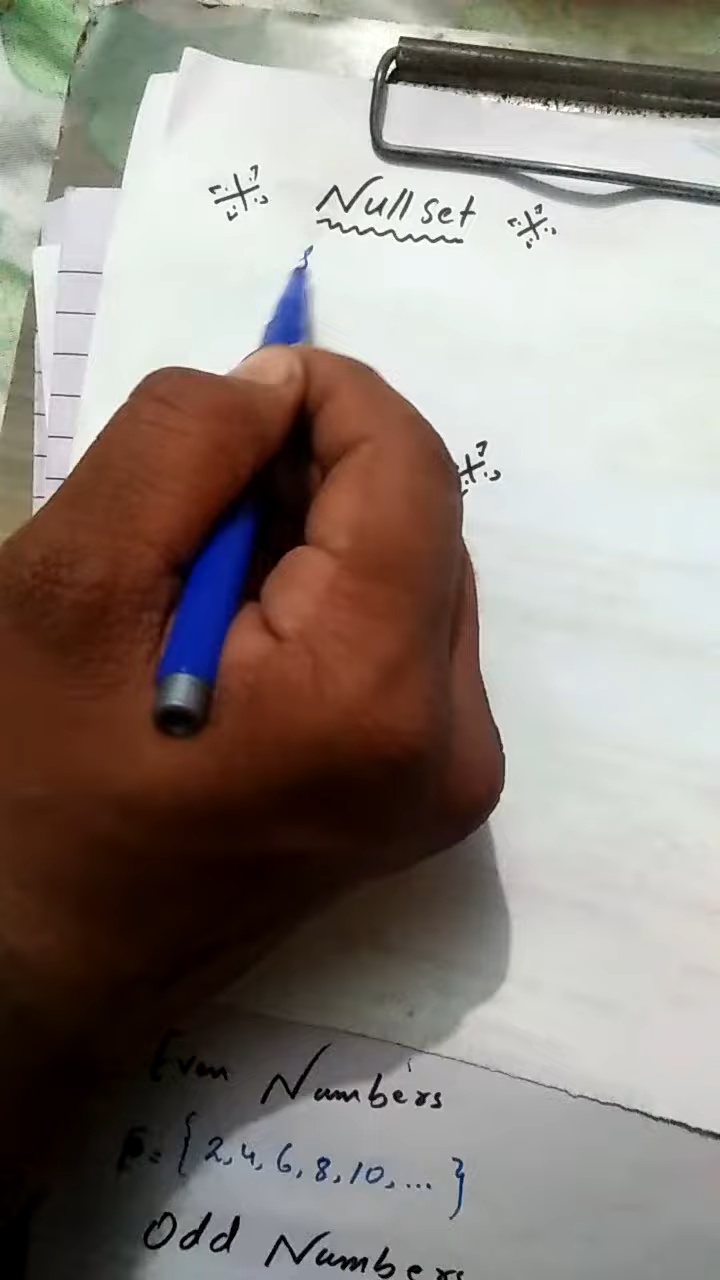 Null set
{
Even Numbers
E = { 2, 4, 6, 8, 10, ... }
Odd Numbers